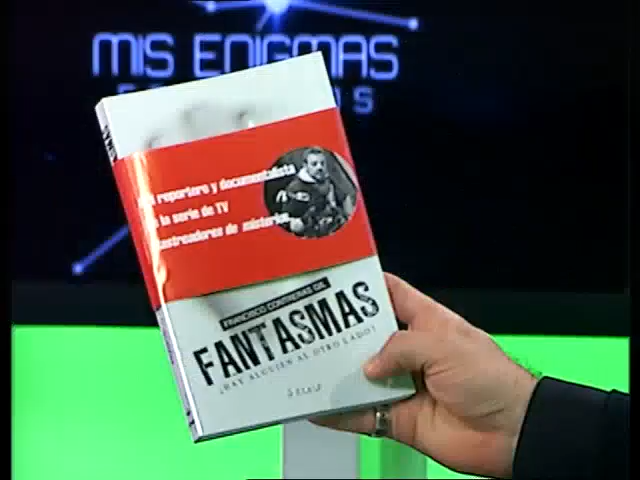 MIS ENIGMAS
reportero y documentalista
la serie de TV
de misterios
FRANCISCO CONTRERAS GIL
FANTASMAS
¿HAY ALGUIEN AL OTRO LADO?